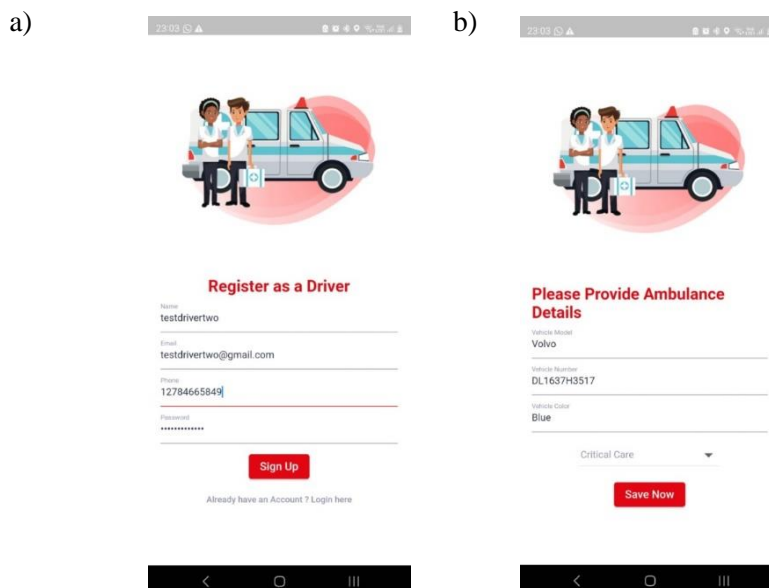 a)
23:03
Register as a Driver
Name
testdrivertwo
Email
testdrivertwo@gmail.com
Phone
12784665849
Password
•••••••••••••
Sign Up
Already have an Account ? Login here
b)
23:03
Please Provide Ambulance
Details
Vehicle Model
Volvo
Vehicle Number
DL1637H3517
Vehicle Color
Blue
Critical Care
Save Now